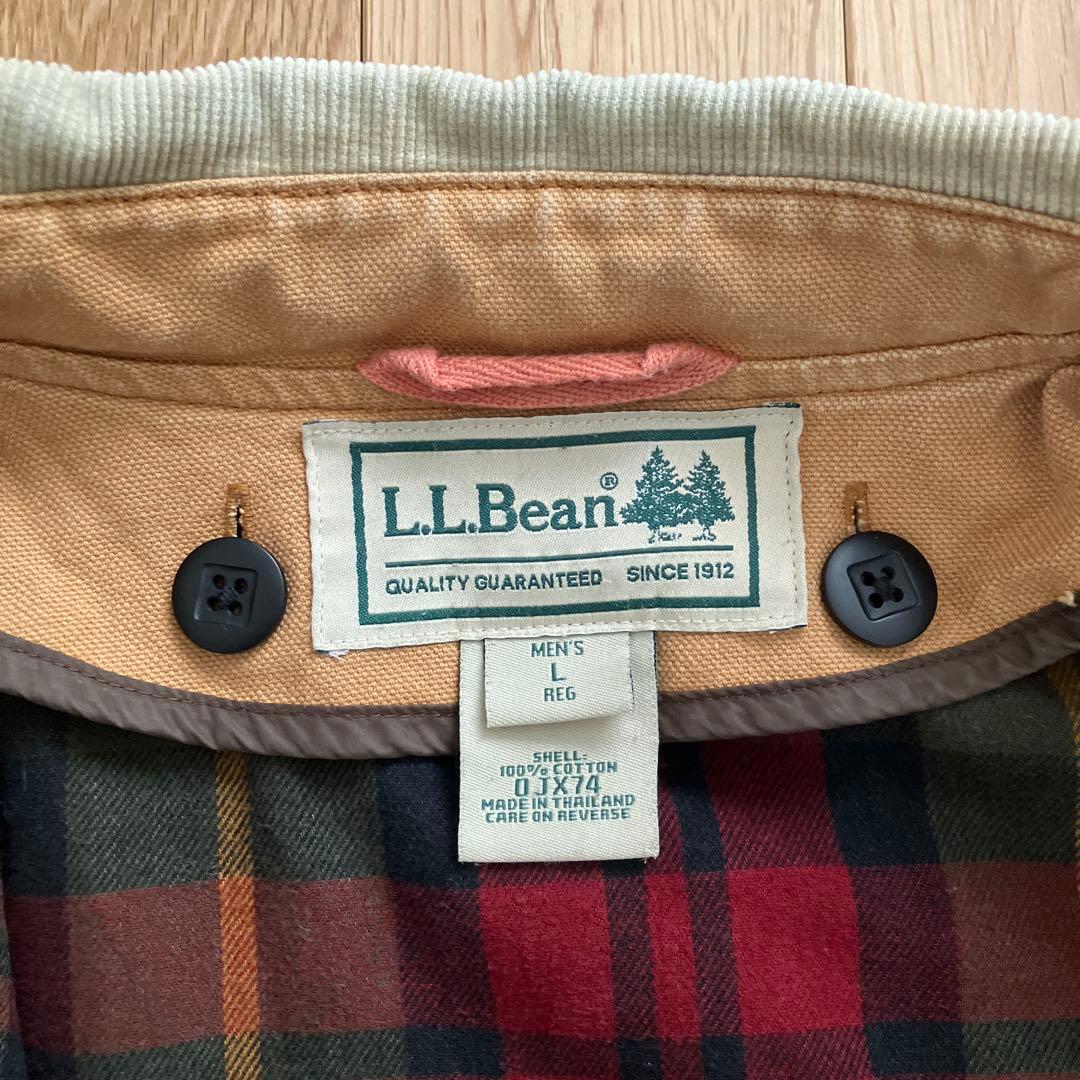 L.L.Bean®
QUALITY GUARANTEED SINCE 1912
MEN'S
L
REG
SHELL:
100% COTTON
0JX74
MADE IN THAILAND
CARE ON REVERSE